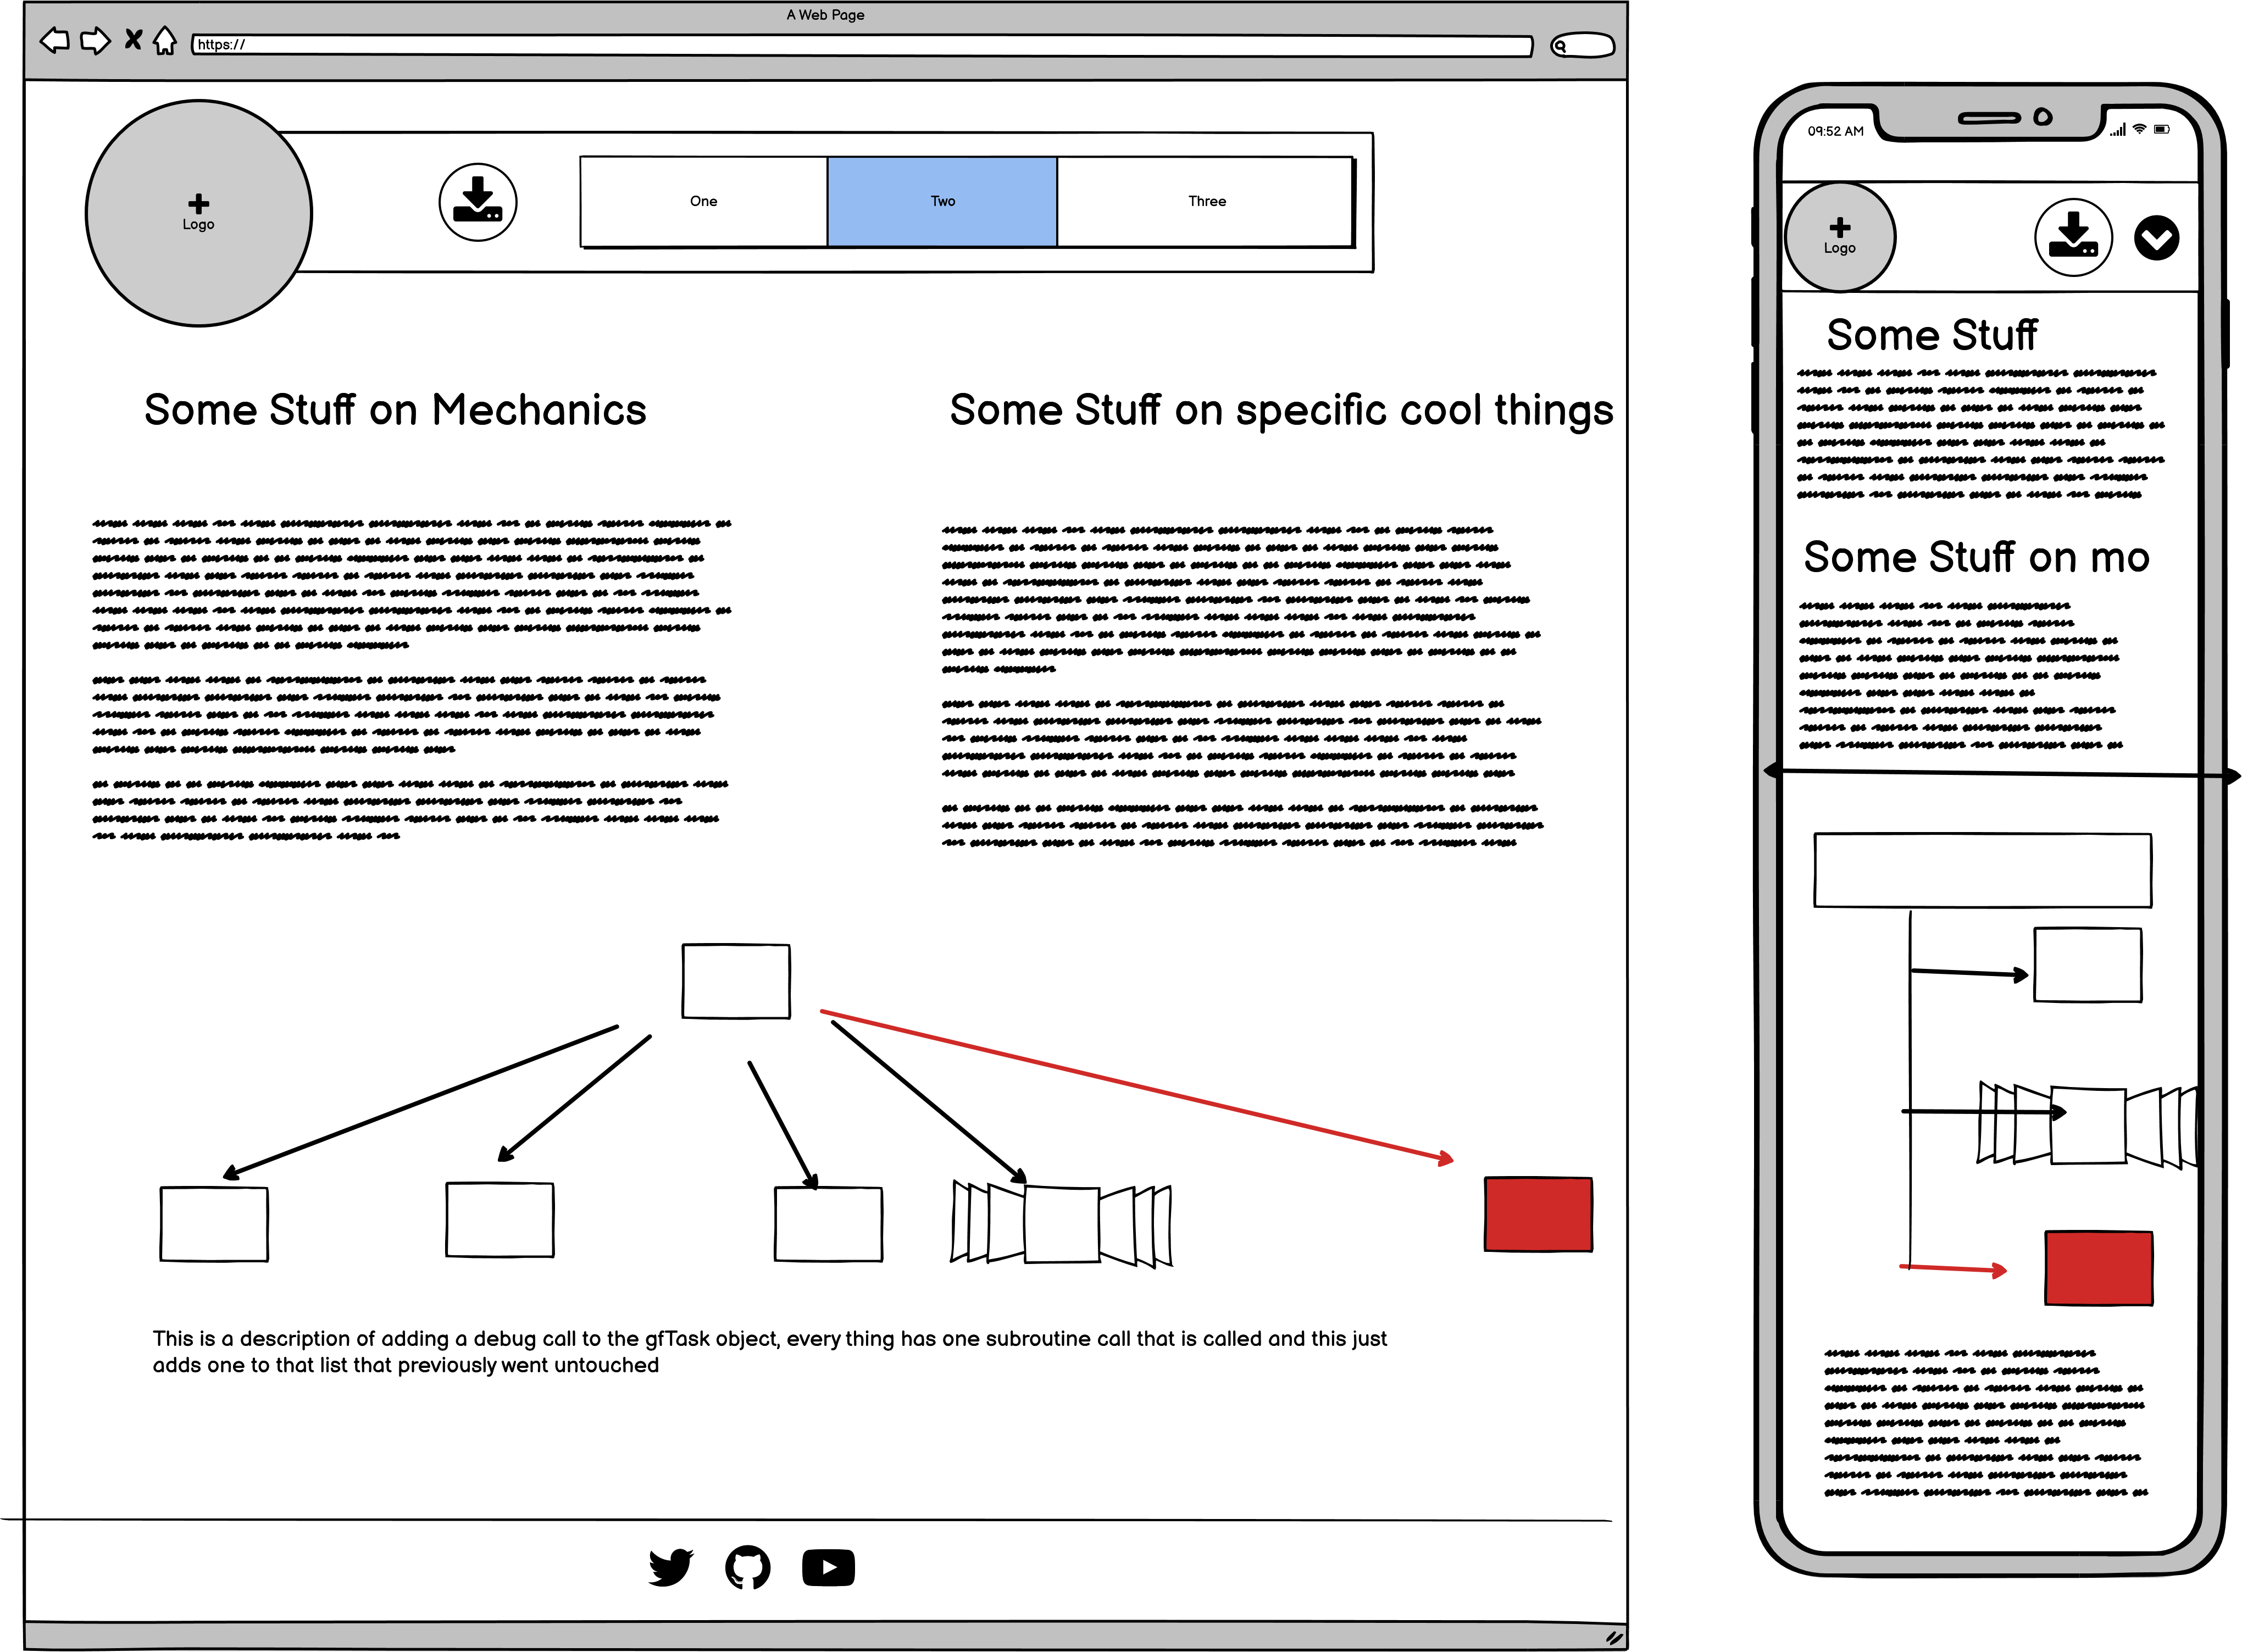 A Web Page
https://
Logo
One
Two
Three
Some Stuff on Mechanics
Some Stuff on specific cool things
This is a description of adding a debug call to the gfTask object, every thing has one subroutine call that is called and this just
adds one to that list that previously went untouched
09:52 AM
Logo
Some Stuff
Some Stuff on mo